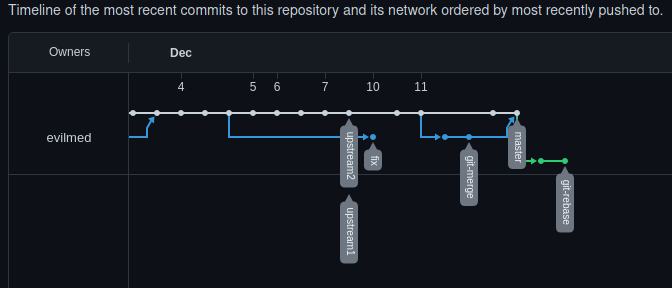 Timeline of the most recent commits to this repository and its network ordered by most recently pushed to.
Owners
Dec
4 5 6 7 10 11
evilmed
upstream2
upstream1
fix
git-merge
master
git-rebase